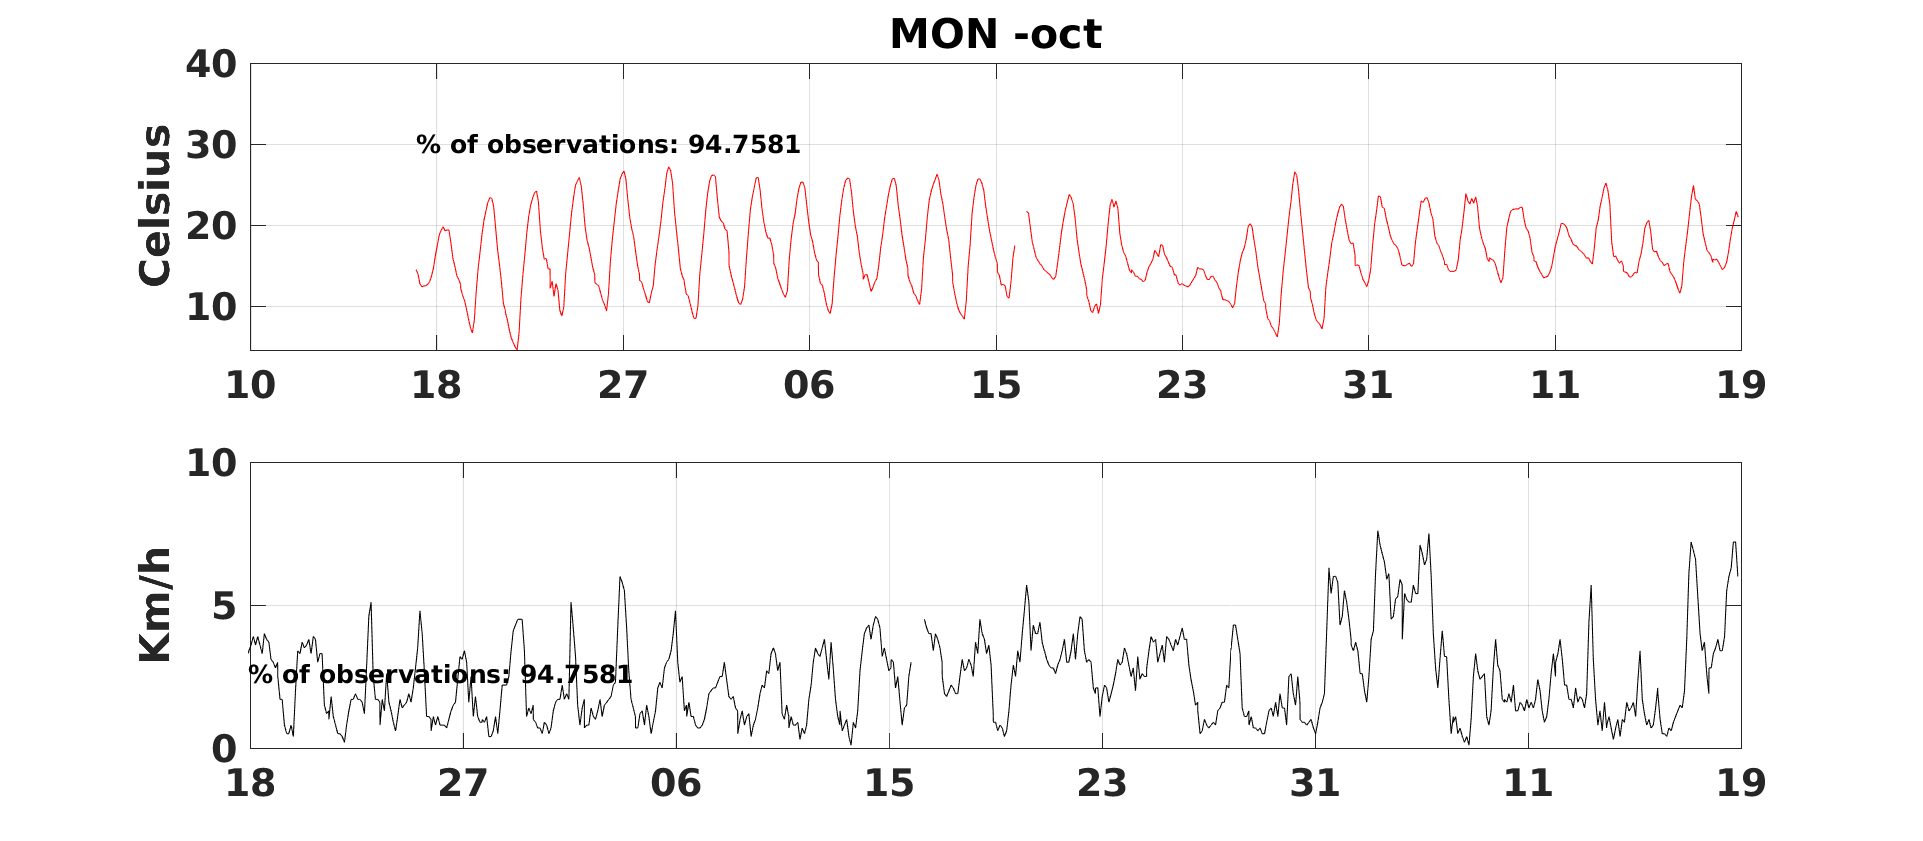 MON -oct
40
30
20
10
Celsius
% of observations: 94.7581
10 18 27 06 15 23 31 11 19
10
5
0
Km/h
% of observations: 94.7581
18 27 06 15 23 31 11 19